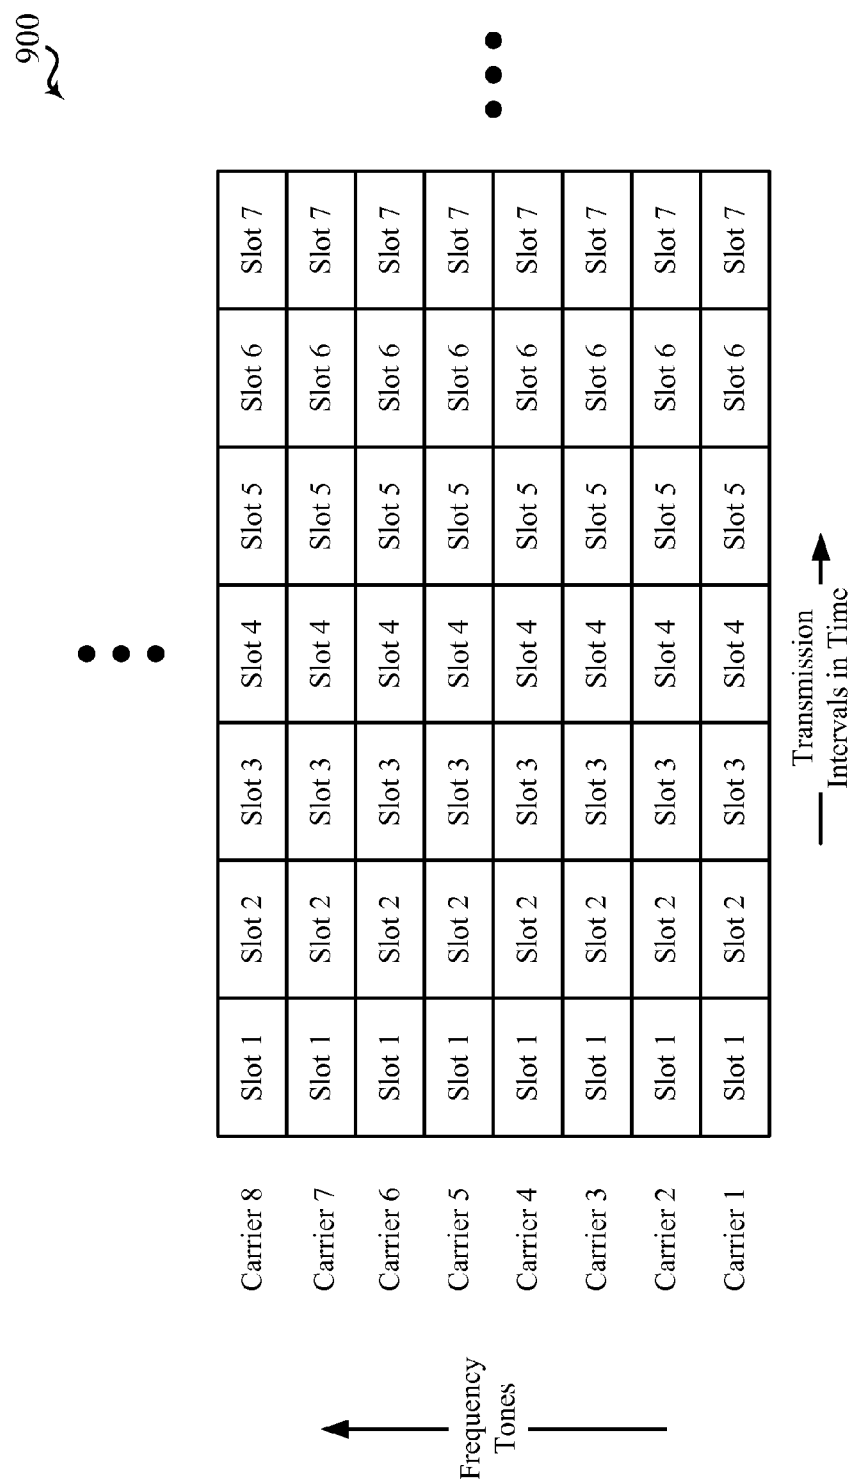 900
Carrier 8 Slot 1 Slot 2 Slot 3 Slot 4 Slot 5 Slot 6 Slot 7
Carrier 7 Slot 1 Slot 2 Slot 3 Slot 4 Slot 5 Slot 6 Slot 7
Carrier 6 Slot 1 Slot 2 Slot 3 Slot 4 Slot 5 Slot 6 Slot 7
Carrier 5 Slot 1 Slot 2 Slot 3 Slot 4 Slot 5 Slot 6 Slot 7
Carrier 4 Slot 1 Slot 2 Slot 3 Slot 4 Slot 5 Slot 6 Slot 7
Carrier 3 Slot 1 Slot 2 Slot 3 Slot 4 Slot 5 Slot 6 Slot 7
Carrier 2 Slot 1 Slot 2 Slot 3 Slot 4 Slot 5 Slot 6 Slot 7
Carrier 1 Slot 1 Slot 2 Slot 3 Slot 4 Slot 5 Slot 6 Slot 7
Frequency
Tones
Transmission
Intervals in Time